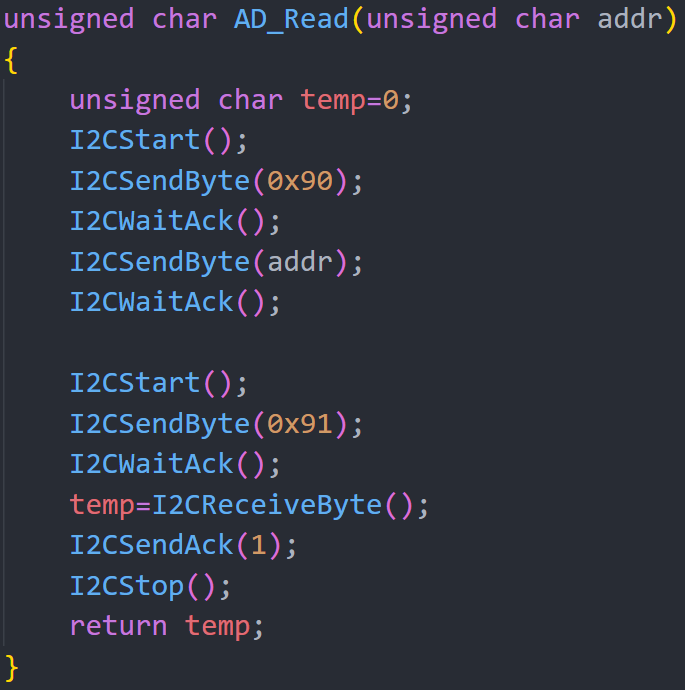 unsigned char AD_Read(unsigned char addr)
{
    unsigned char temp=0;
    I2CStart();
    I2CSendByte(0x90);
    I2CWaitAck();
    I2CSendByte(addr);
    I2CWaitAck();

    I2CStart();
    I2CSendByte(0x91);
    I2CWaitAck();
    temp=I2CReceiveByte();
    I2CSendAck(1);
    I2CStop();
    return temp;
}